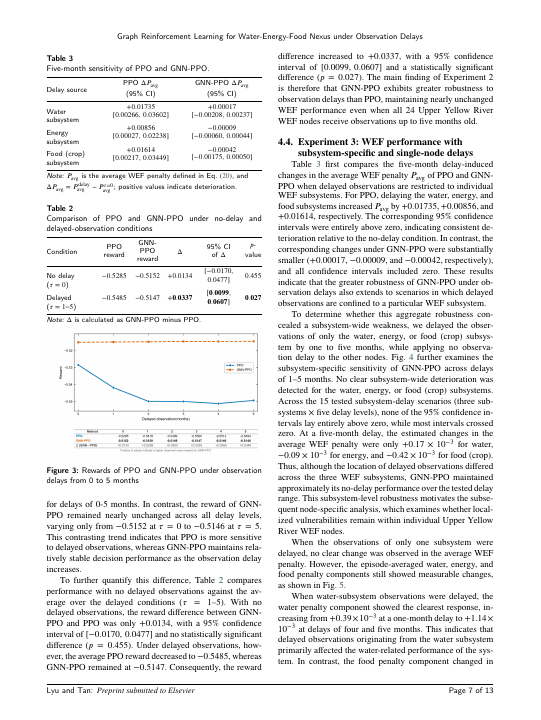 Graph Reinforcement Learning for Water-Energy-Food Nexus under Observation Delays
Table 3
Five-month sensitivity of PPO and GNN-PPO.
Delay source
PPO ΔP̄avg
(95% CI)
GNN-PPO ΔP̄avg
(95% CI)
Water subsystem
+0.01735
[0.00266, 0.03602]
+0.00017
[−0.00208, 0.00237]
Energy subsystem
+0.00856
[0.00027, 0.02238]
−0.00009
[−0.00060, 0.00044]
Food (crop) subsystem
+0.01614
[0.00217, 0.03449]
−0.00042
[−0.00175, 0.00050]
Note: P̄avg is the average WEF penalty defined in Eq. (20), and
positive values indicate deterioration.
Table 2
Comparison of PPO and GNN-PPO under no-delay and
delayed-observation conditions
Condition
PPO reward
GNN-PPO reward
Δ
95% CI of Δ
p-value
No delay (τ = 0)
−0.5285
−0.5152
+0.0134
[−0.0170, 0.0477]
0.455
Delayed (τ = 1–5)
−0.5485
−0.5147
+0.0337
[0.0099, 0.0607]
0.027
Note: Δ is calculated as GNN-PPO minus PPO.
Reward
PPO
GNN-PPO
Delayed observation(months)
Figure 3: Rewards of PPO and GNN-PPO under observation
delays from 0 to 5 months
for delays of 0-5 months. In contrast, the reward of GNN-
PPO remained nearly unchanged across all delay levels,
varying only from −0.5152 at τ = 0 to −0.5146 at τ = 5.
This contrasting trend indicates that PPO is more sensitive
to delayed observations, whereas GNN-PPO maintains rela-
tively stable decision performance as the observation delay
increases.
To further quantify this difference, Table 2 compares
performance with no delayed observations against the av-
erage over the delayed conditions (τ = 1–5). With no
delayed observations, the reward difference between GNN-
PPO and PPO was only +0.0134, with a 95% confidence
interval of [−0.0170, 0.0477] and no statistically significant
difference (p = 0.455). Under delayed observations, how-
ever, the average PPO reward decreased to −0.5485, whereas
GNN-PPO remained at −0.5147. Consequently, the reward
difference increased to +0.0337, with a 95% confidence
interval of [0.0099, 0.0607] and a statistically significant
difference (p = 0.027). The main finding of Experiment 2
is therefore that GNN-PPO exhibits greater robustness to
observation delays than PPO, maintaining nearly unchanged
WEF performance even when all 24 Upper Yellow River
WEF nodes receive observations up to five months old.
4.4. Experiment 3: WEF performance with
subsystem-specific and single-node delays
Table 3 first compares the five-month delay-induced
changes in the average WEF penalty P̄avg of PPO and GNN-
PPO when delayed observations are restricted to individual
WEF subsystems. For PPO, delaying the water, energy, and
food subsystems increased P̄avg by +0.01735, +0.00856, and
+0.01614, respectively. The corresponding 95% confidence
intervals were entirely above zero, indicating consistent de-
terioration relative to the no-delay condition. In contrast, the
corresponding changes under GNN-PPO were substantially
smaller (+0.00017, −0.00009, and −0.00042, respectively),
and all confidence intervals included zero. These results
indicate that the greater robustness of GNN-PPO under ob-
servation delays also extends to scenarios in which delayed
observations are confined to a particular WEF subsystem.
To determine whether this aggregate robustness con-
cealed a subsystem-wide weakness, we delayed the obser-
vations of only the water, energy, or food (crop) subsys-
tem by one to five months, while applying no observa-
tion delay to the other nodes. Fig. 4 further examines the
subsystem-specific sensitivity of GNN-PPO across delays
of 1–5 months. No clear subsystem-wide deterioration was
detected for the water, energy, or food (crop) subsystems.
Across the 15 tested subsystem-delay scenarios (three sub-
systems × five delay levels), none of the 95% confidence in-
tervals lay entirely above zero, while most intervals crossed
zero. At a five-month delay, the estimated changes in the
average WEF penalty were only +0.17 × 10⁻³ for water,
−0.09 × 10⁻³ for energy, and −0.42 × 10⁻³ for food (crop).
Thus, although the location of delayed observations differed
across the three WEF subsystems, GNN-PPO maintained
approximately its no-delay performance over the tested delay
range. This subsystem-level robustness motivates the subse-
quent node-specific analysis, which examines whether local-
ized vulnerabilities remain within individual Upper Yellow
River WEF nodes.
When the observations of only one subsystem were
delayed, no clear change was observed in the average WEF
penalty. However, the episode-averaged water, energy, and
food penalty components still showed measurable changes,
as shown in Fig. 5.
When water-subsystem observations were delayed, the
water penalty component showed the clearest response, in-
creasing from +0.39×10⁻³ at a one-month delay to +1.14×
10⁻³ at delays of four and five months. This indicates that
delayed observations originating from the water subsystem
primarily affected the water-related performance of the sys-
tem. In contrast, the food penalty component changed in
Lyu and Tan: Preprint submitted to Elsevier
Page 7 of 13